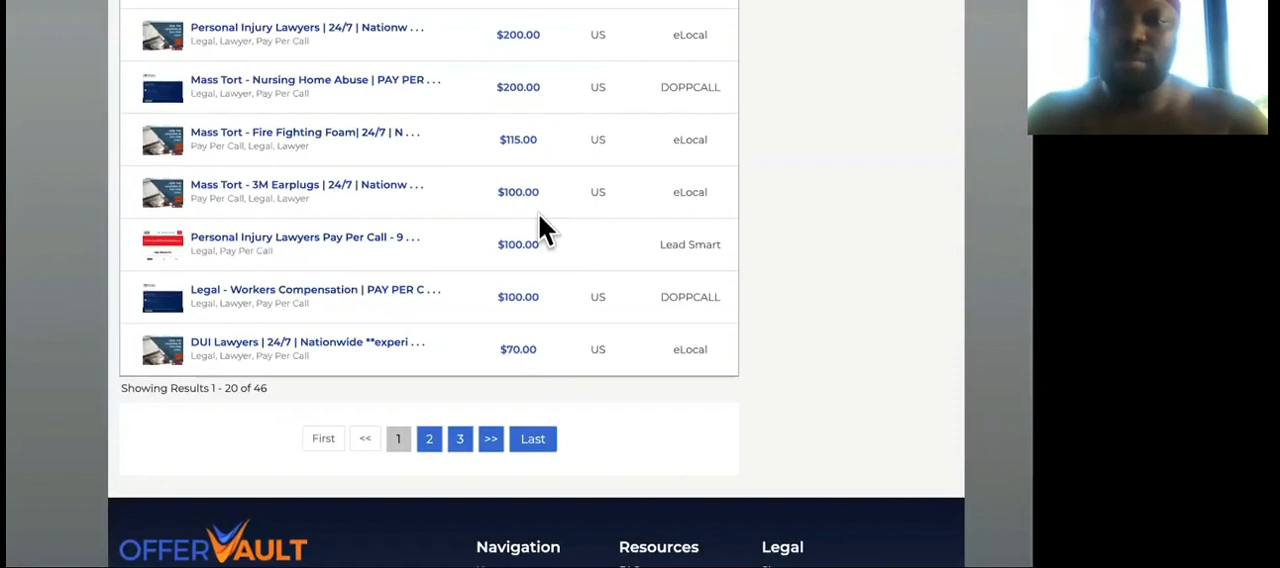 Personal Injury Lawyers | 24/7 | Nationw . . .
Legal, Lawyer, Pay Per Call
$200.00
US
eLocal
Mass Tort - Nursing Home Abuse | PAY PER . . .
Legal, Lawyer, Pay Per Call
$200.00
US
DOPPCALL
Mass Tort - Fire Fighting Foam| 24/7 | N . . .
Pay Per Call, Legal, Lawyer
$115.00
US
eLocal
Mass Tort - 3M Earplugs | 24/7 | Nationw . . .
Pay Per Call, Legal, Lawyer
$100.00
US
eLocal
Personal Injury Lawyers Pay Per Call - 9 . . .
Legal, Pay Per Call
$100.00
Lead Smart
Legal - Workers Compensation | PAY PER C . . .
Legal, Lawyer, Pay Per Call
$100.00
US
DOPPCALL
DUI Lawyers | 24/7 | Nationwide **experi . . .
Legal, Lawyer, Pay Per Call
$70.00
US
eLocal
Showing Results 1 - 20 of 46
First << 1 2 3 >> Last
OFFERVAULT
Navigation
Resources
Legal